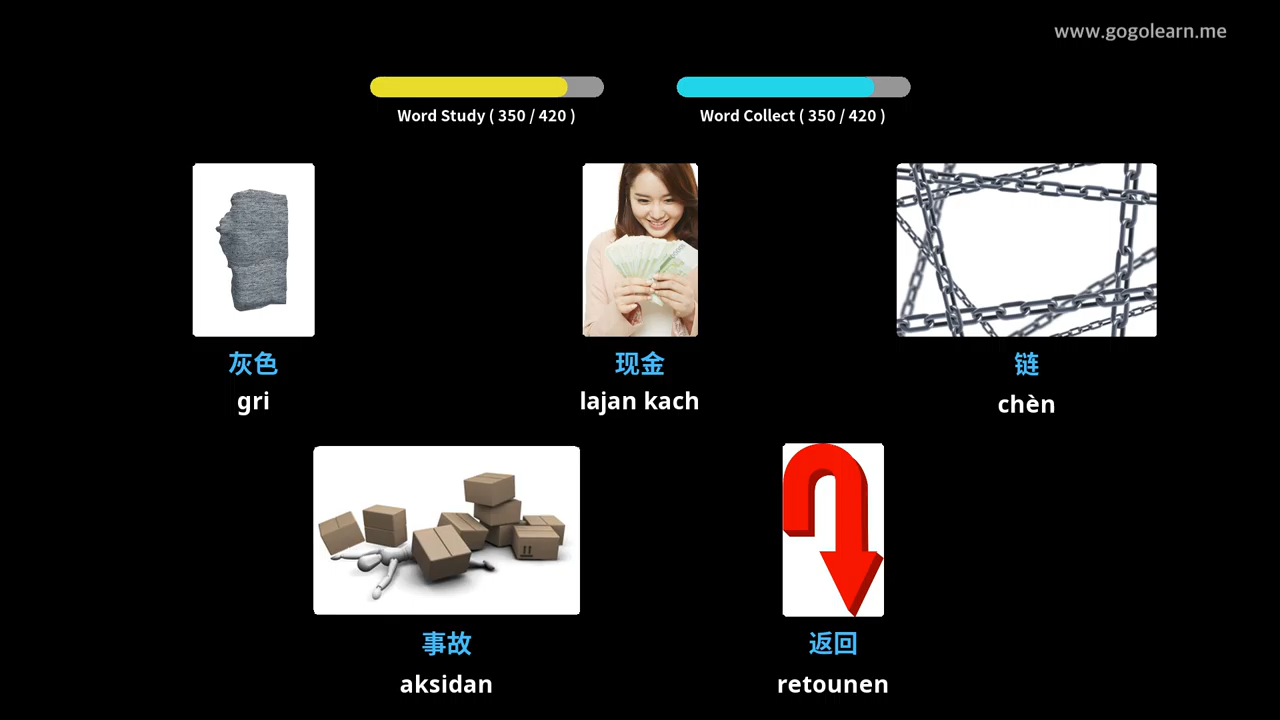 www.gogolearn.me
Word Study ( 350 / 420 )
Word Collect ( 350 / 420 )
灰色
gri
现金
lajan kach
链
chèn
事故
aksidan
返回
retounen